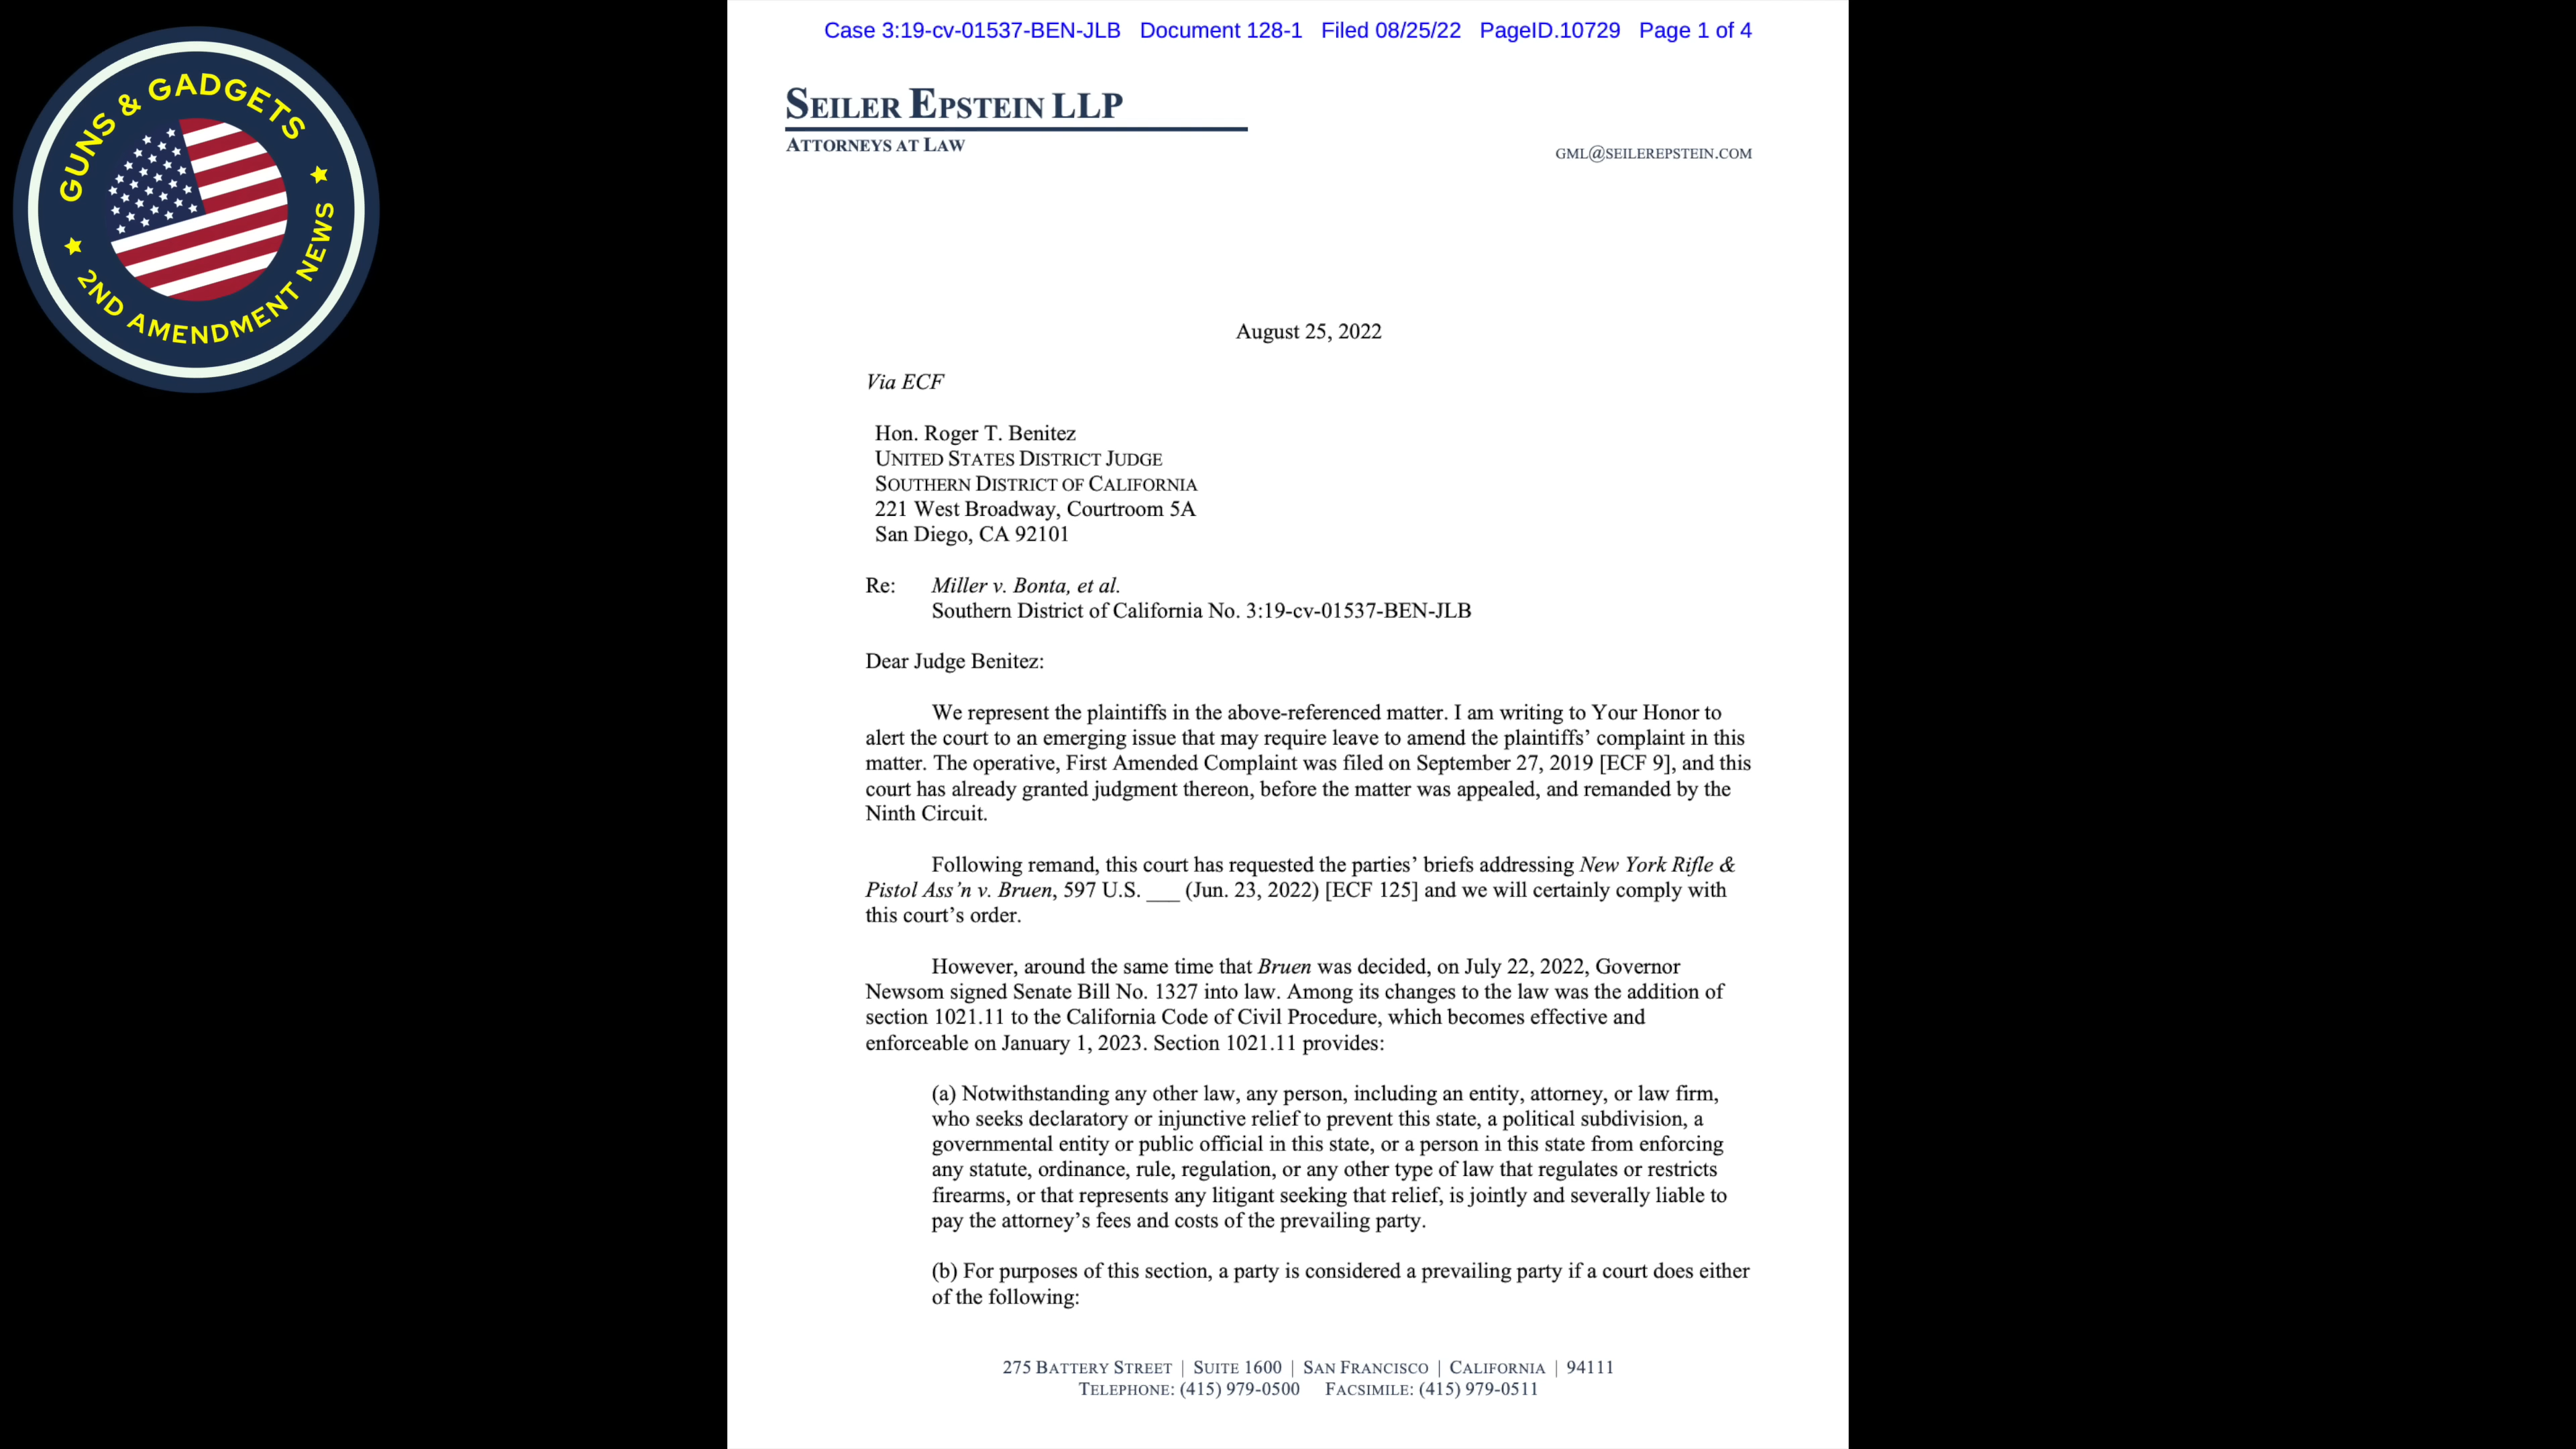 GUNS & GADGETS
2ND AMENDMENT NEWS
Case 3:19-cv-01537-BEN-JLB Document 128-1 Filed 08/25/22 PageID.10729 Page 1 of 4
SEILER EPSTEIN LLP
ATTORNEYS AT LAW
GML@SEILEREPSTEIN.COM
August 25, 2022
Via ECF
Hon. Roger T. Benitez
UNITED STATES DISTRICT JUDGE
SOUTHERN DISTRICT OF CALIFORNIA
221 West Broadway, Courtroom 5A
San Diego, CA 92101
Re: Miller v. Bonta, et al.
Southern District of California No. 3:19-cv-01537-BEN-JLB
Dear Judge Benitez:
We represent the plaintiffs in the above-referenced matter. I am writing to Your Honor to
alert the court to an emerging issue that may require leave to amend the plaintiffs’ complaint in this
matter. The operative, First Amended Complaint was filed on September 27, 2019 [ECF 9], and this
court has already granted judgment thereon, before the matter was appealed, and remanded by the
Ninth Circuit.
Following remand, this court has requested the parties’ briefs addressing New York Rifle &
Pistol Ass’n v. Bruen, 597 U.S. ___ (Jun. 23, 2022) [ECF 125] and we will certainly comply with
this court’s order.
However, around the same time that Bruen was decided, on July 22, 2022, Governor
Newsom signed Senate Bill No. 1327 into law. Among its changes to the law was the addition of
section 1021.11 to the California Code of Civil Procedure, which becomes effective and
enforceable on January 1, 2023. Section 1021.11 provides:
(a) Notwithstanding any other law, any person, including an entity, attorney, or law firm,
who seeks declaratory or injunctive relief to prevent this state, a political subdivision, a
governmental entity or public official in this state, or a person in this state from enforcing
any statute, ordinance, rule, regulation, or any other type of law that regulates or restricts
firearms, or that represents any litigant seeking that relief, is jointly and severally liable to
pay the attorney’s fees and costs of the prevailing party.
(b) For purposes of this section, a party is considered a prevailing party if a court does either
of the following:
275 BATTERY STREET | SUITE 1600 | SAN FRANCISCO | CALIFORNIA | 94111
TELEPHONE: (415) 979-0500 FACSIMILE: (415) 979-0511